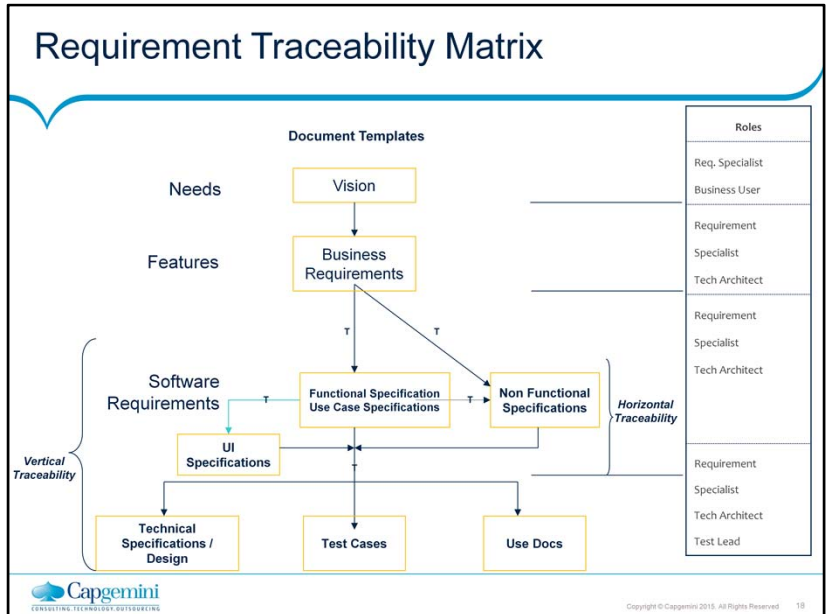 Requirement Traceability Matrix
Document Templates
Needs
Vision
Features
Business
Requirements
T
T
Software
Requirements
T
Functional Specification
Use Case Specifications
T
Non Functional
Specifications
Horizontal
Traceability
UI
Specifications
Vertical
Traceability
T
Technical
Specifications /
Design
Test Cases
Use Docs
Roles
Req. Specialist
Business User
Requirement
Specialist
Tech Architect
Requirement
Specialist
Tech Architect
Requirement
Specialist
Tech Architect
Test Lead
Capgemini
CONSULTING.TECHNOLOGY.OUTSOURCING
Copyright © Capgemini 2015. All Rights Reserved
18